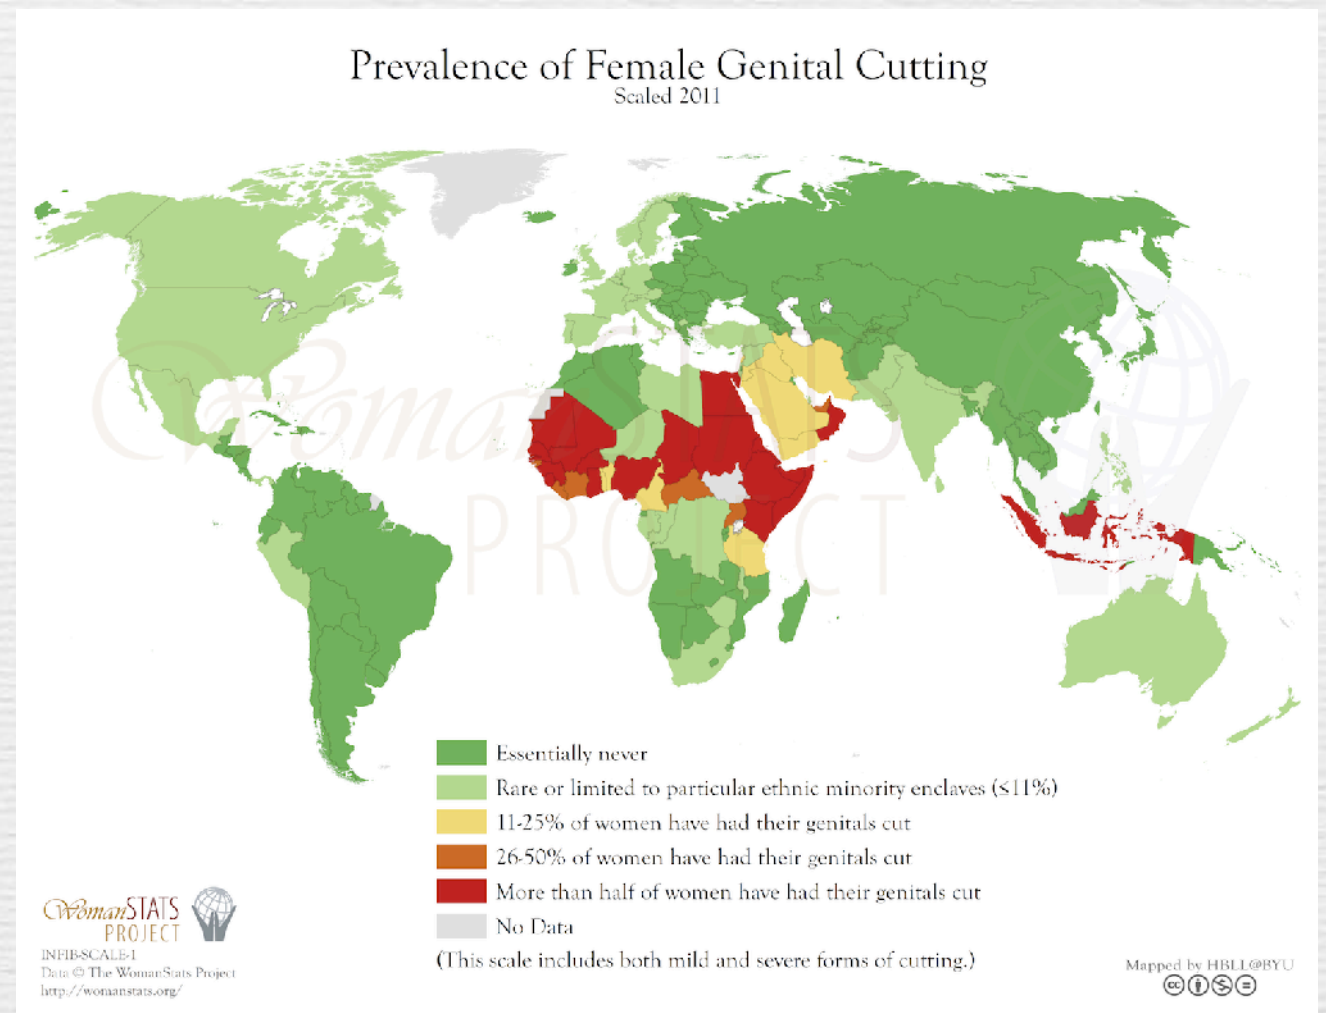 Prevalence of Female Genital Cutting
Scaled 2011
WomanSTATS
PROJECT
Essentially never
Rare or limited to particular ethnic minority enclaves (≤11%)
11-25% of women have had their genitals cut
26-50% of women have had their genitals cut
More than half of women have had their genitals cut
No Data
(This scale includes both mild and severe forms of cutting.)
WomanSTATS
PROJECT
INFIB-SCALE-1
Data © The WomanStats Project
http://womanstats.org/
Mapped by HBLL@BYU
cc